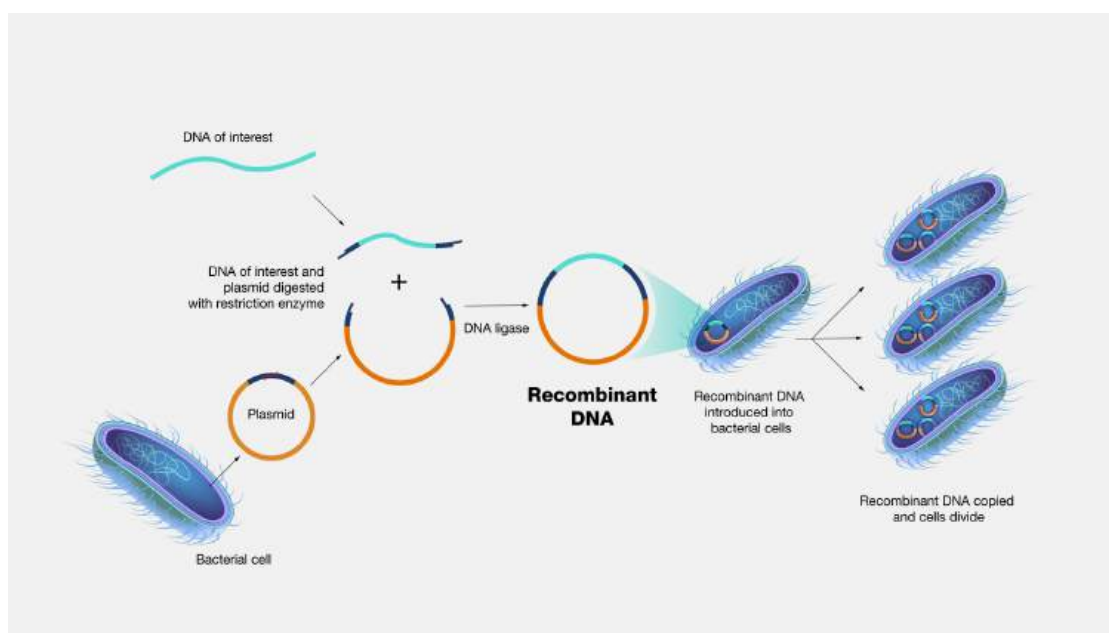 DNA of interest
DNA of interest and
plasmid digested
with restriction enzyme
+
Plasmid
Bacterial cell
DNA ligase
Recombinant
DNA
Recombinant DNA
introduced into
bacterial cells
Recombinant DNA copied
and cells divide